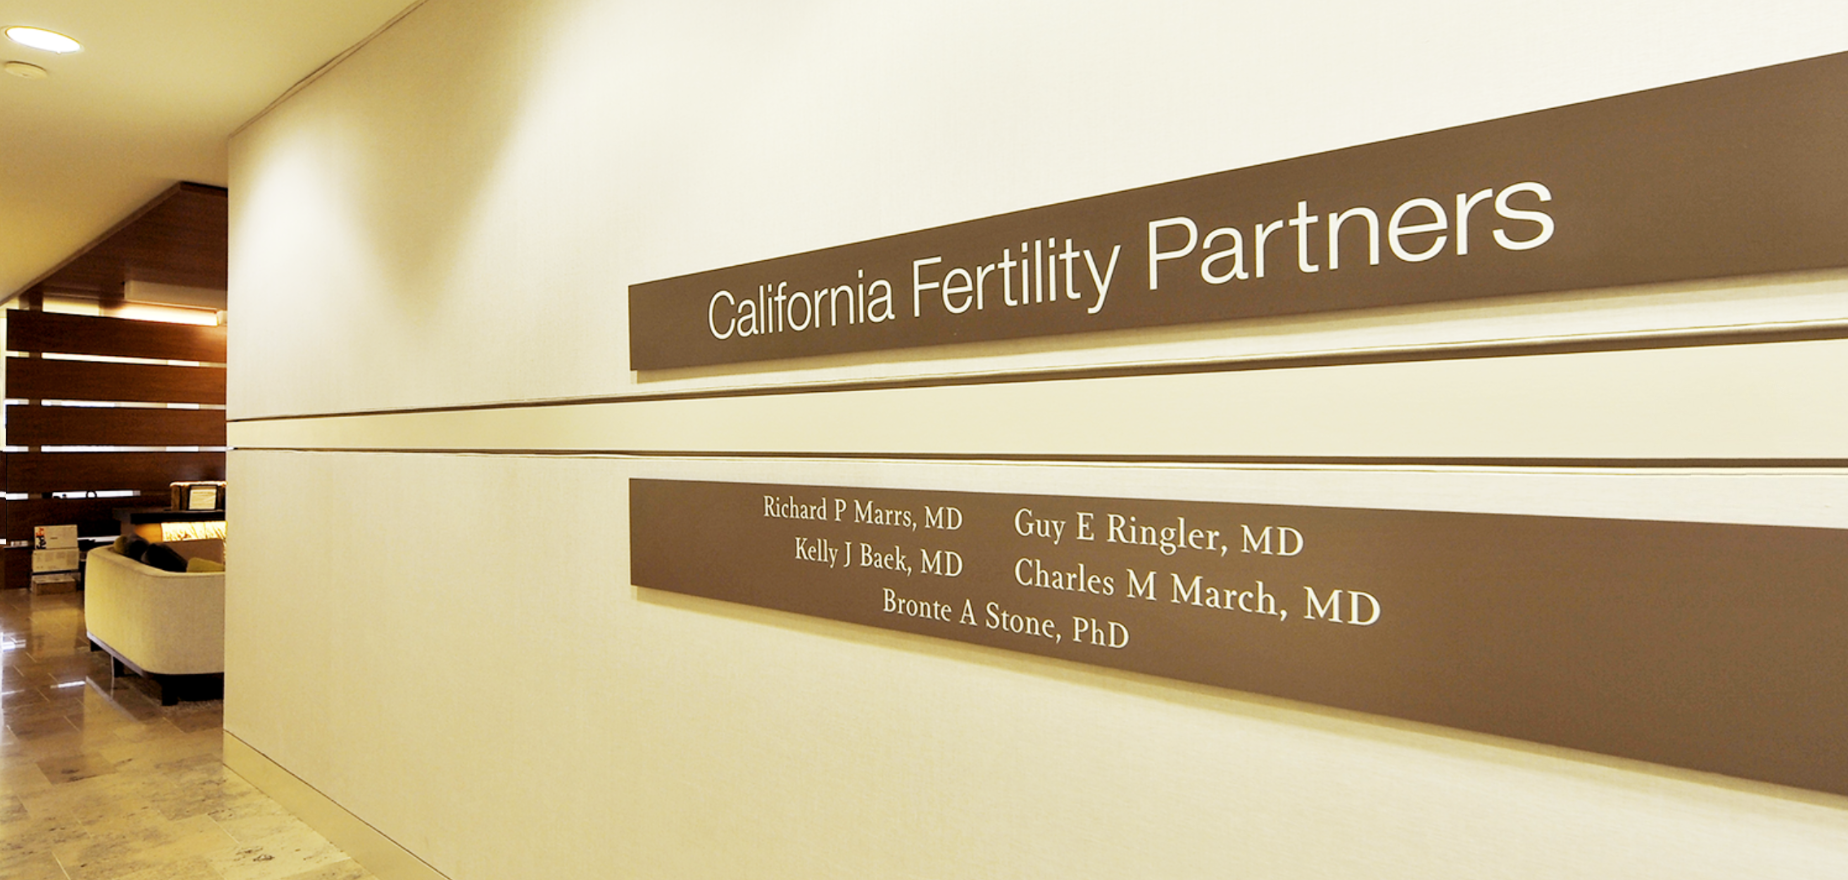 California Fertility Partners
Richard P Marrs, MD
Guy E Ringler, MD
Kelly J Baek, MD
Charles M March, MD
Bronte A Stone, PhD